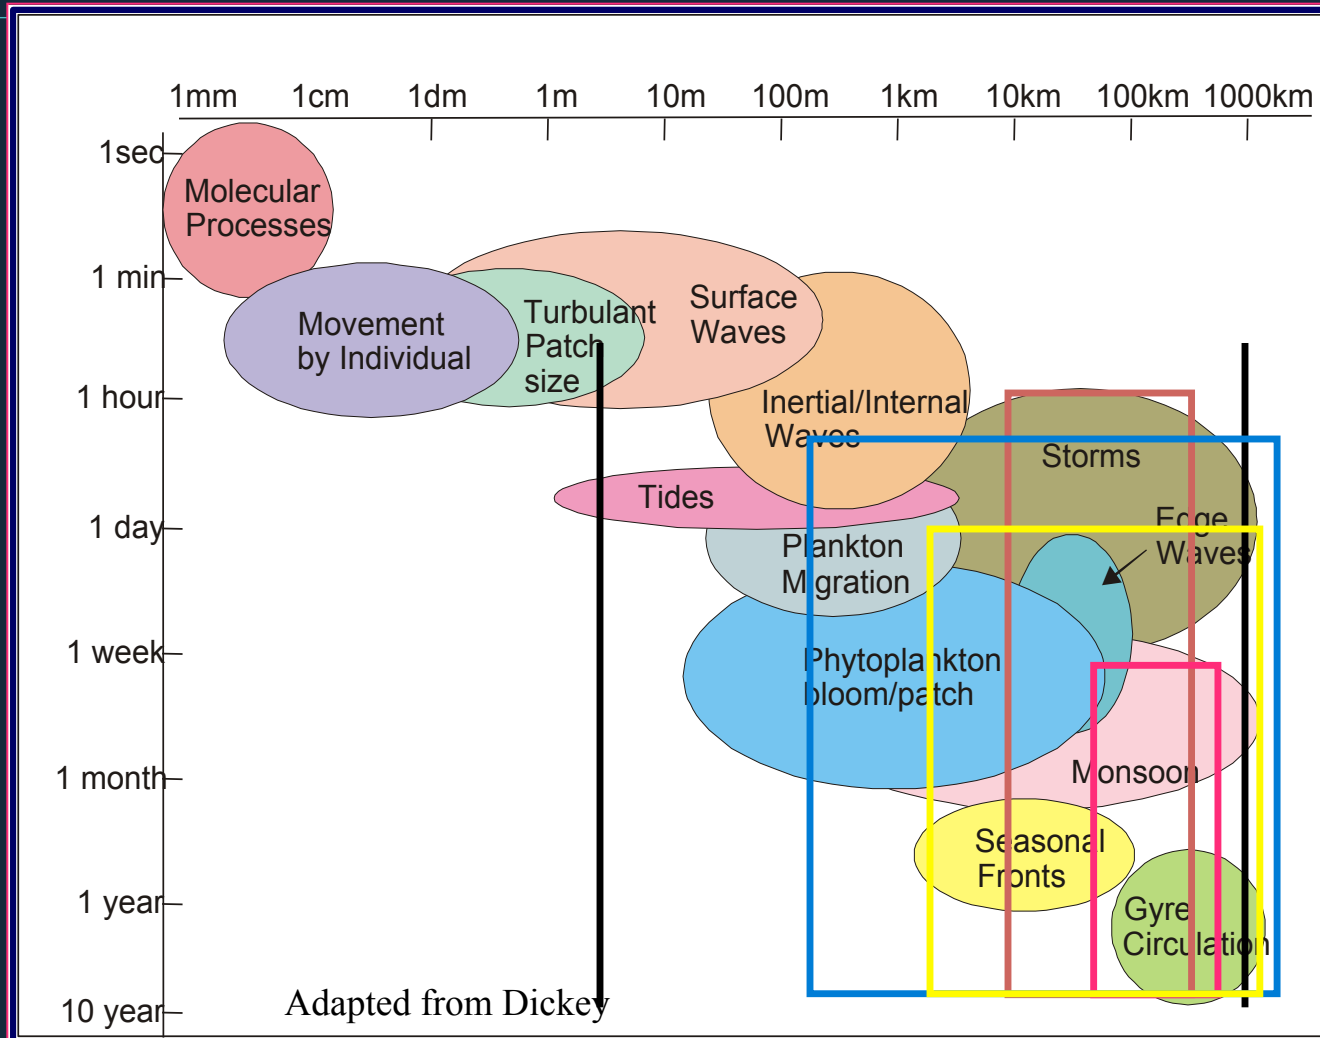 1mm 1cm 1dm 1m 10m 100m 1km 10km 100km 1000km
1sec
Molecular
Processes
1 min
Movement
by Individual
Turbulant
Patch
size
Surface
Waves
1 hour
Inertial/Internal
Waves
Storms
Tides
1 day
Edge
Waves
Plankton
Migration
1 week
Phytoplankton
bloom/patch
1 month
Monsoon
Seasonal
Fronts
1 year
Gyre
Circulation
10 year
Adapted from Dickey